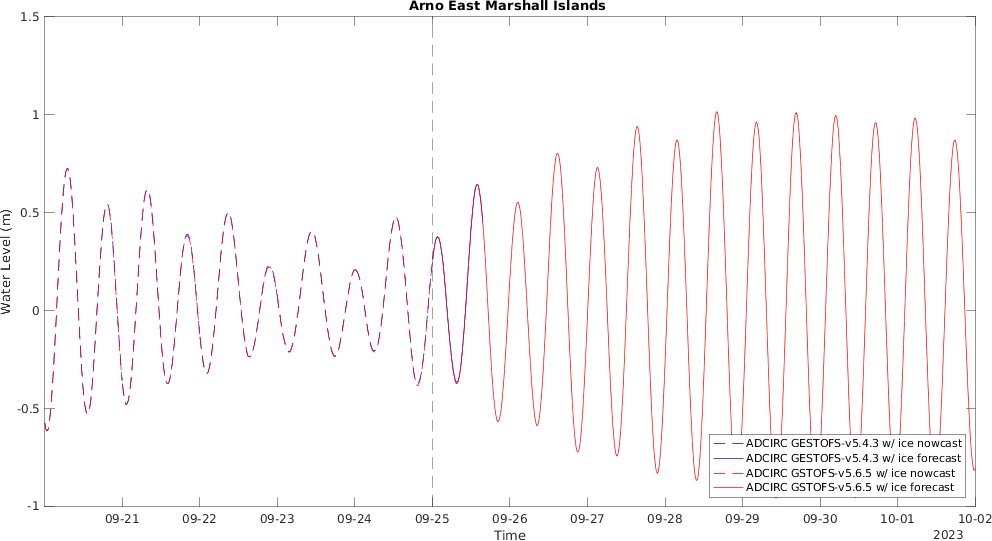 Arno East Marshall Islands
1.5
1
0.5
0
-0.5
-1
Water Level (m)
ADCIRC GESTOFS-v5.4.3 w/ ice nowcast
ADCIRC GESTOFS-v5.4.3 w/ ice forecast
ADCIRC GSTOFS-v5.6.5 w/ ice nowcast
ADCIRC GSTOFS-v5.6.5 w/ ice forecast
09-21 09-22 09-23 09-24 09-25 09-26 09-27 09-28 09-29 09-30 10-01 10-02
Time
2023